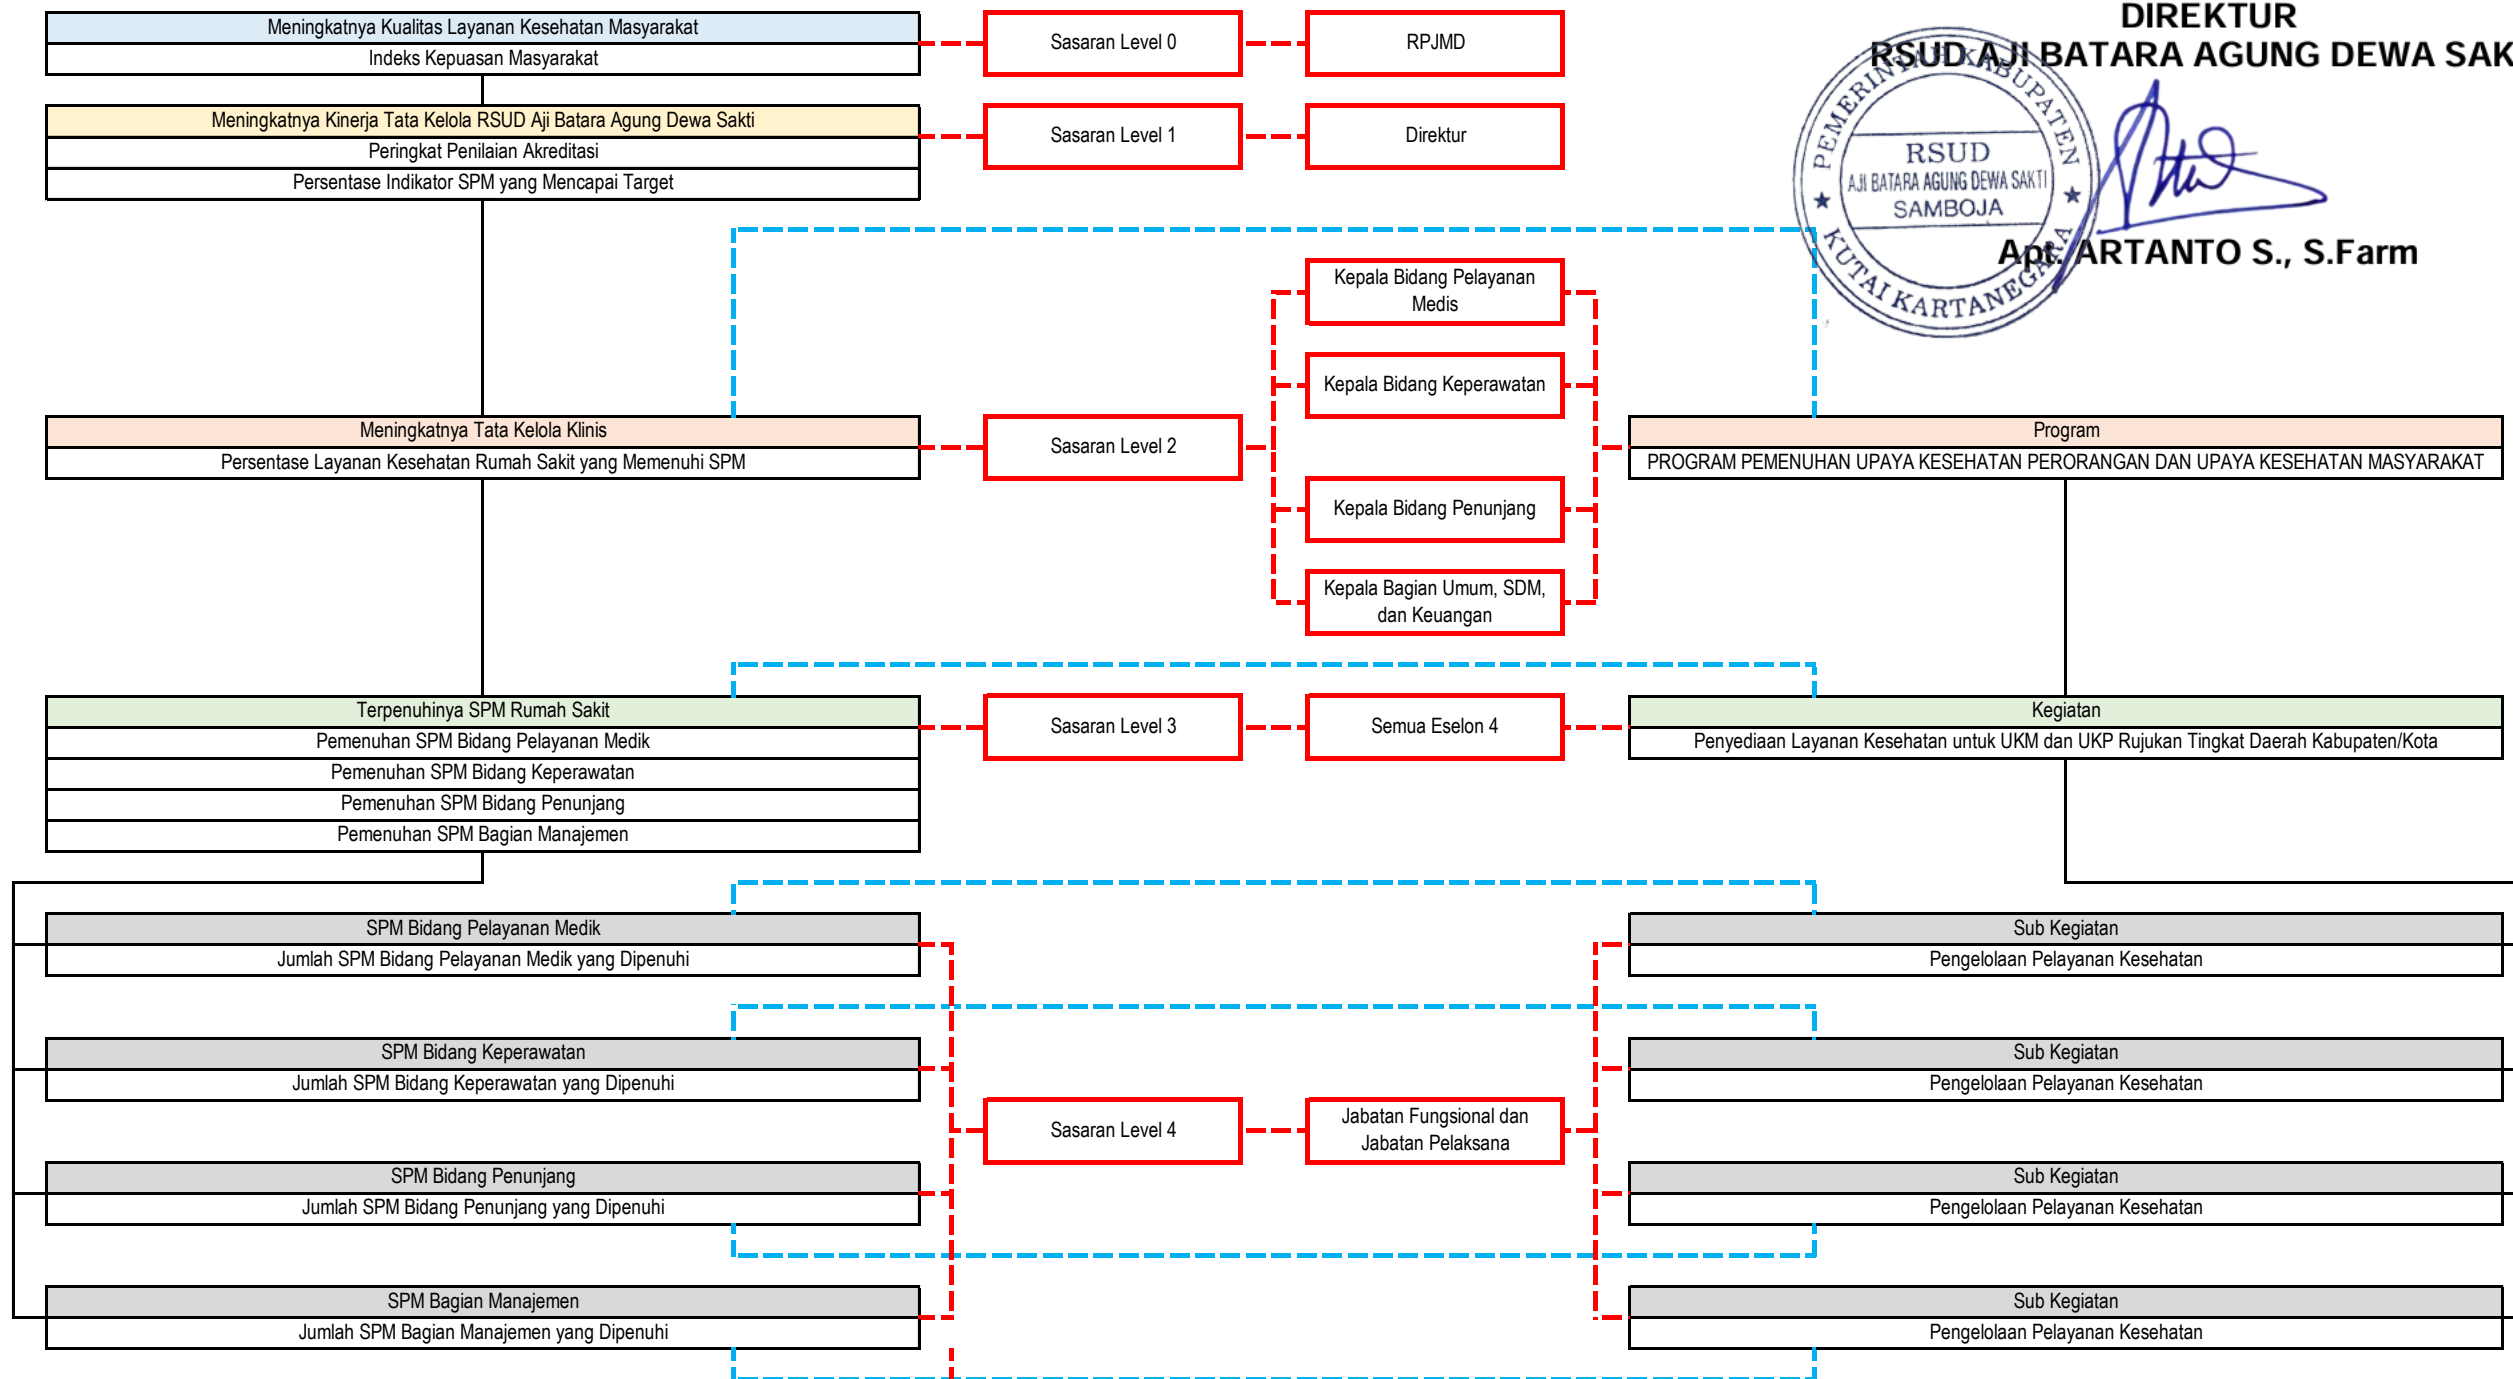 DIREKTUR
RSUD AJI BATARA AGUNG DEWA SAK
PEMERINTAH KABUPATEN
RSUD
AJI BATARA AGUNG DEWA SAKTI
SAMBOJA
KUTAI KARTANEGARA
Apt. ARTANTO S., S.Farm
Meningkatnya Kualitas Layanan Kesehatan Masyarakat
Indeks Kepuasan Masyarakat
Sasaran Level 0
RPJMD
Meningkatnya Kinerja Tata Kelola RSUD Aji Batara Agung Dewa Sakti
Peringkat Penilaian Akreditasi
Persentase Indikator SPM yang Mencapai Target
Sasaran Level 1
Direktur
Meningkatnya Tata Kelola Klinis
Persentase Layanan Kesehatan Rumah Sakit yang Memenuhi SPM
Sasaran Level 2
Kepala Bidang Pelayanan
Medis
Kepala Bidang Keperawatan
Kepala Bidang Penunjang
Kepala Bagian Umum, SDM,
dan Keuangan
Program
PROGRAM PEMENUHAN UPAYA KESEHATAN PERORANGAN DAN UPAYA KESEHATAN MASYARAKAT
Terpenuhinya SPM Rumah Sakit
Pemenuhan SPM Bidang Pelayanan Medik
Pemenuhan SPM Bidang Keperawatan
Pemenuhan SPM Bidang Penunjang
Pemenuhan SPM Bagian Manajemen
Sasaran Level 3
Semua Eselon 4
Kegiatan
Penyediaan Layanan Kesehatan untuk UKM dan UKP Rujukan Tingkat Daerah Kabupaten/Kota
SPM Bidang Pelayanan Medik
Jumlah SPM Bidang Pelayanan Medik yang Dipenuhi
SPM Bidang Keperawatan
Jumlah SPM Bidang Keperawatan yang Dipenuhi
SPM Bidang Penunjang
Jumlah SPM Bidang Penunjang yang Dipenuhi
SPM Bagian Manajemen
Jumlah SPM Bagian Manajemen yang Dipenuhi
Sasaran Level 4
Jabatan Fungsional dan
Jabatan Pelaksana
Sub Kegiatan
Pengelolaan Pelayanan Kesehatan
Sub Kegiatan
Pengelolaan Pelayanan Kesehatan
Sub Kegiatan
Pengelolaan Pelayanan Kesehatan
Sub Kegiatan
Pengelolaan Pelayanan Kesehatan